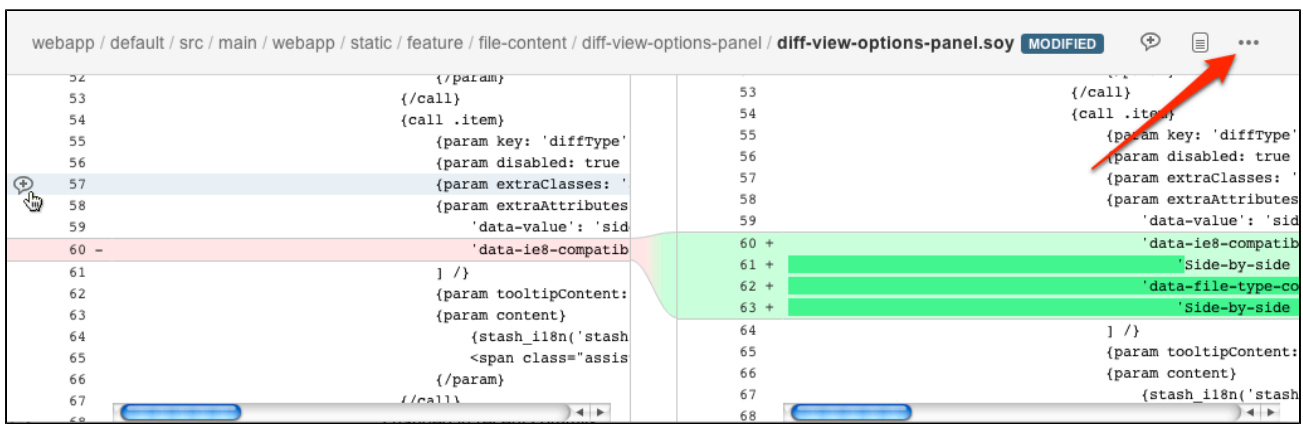 webapp / default / src / main / webapp / static / feature / file-content / diff-view-options-panel / diff-view-options-panel.soy MODIFIED
52 {/param}
53 {/call}
54 {call .item}
55 {param key: 'diffType'
56 {param disabled: true
57 {param extraClasses: '
58 {param extraAttributes
59 'data-value': 'sid
60 - 'data-ie8-compatib
61 ] /}
62 {param tooltipContent:
63 {param content}
64 {stash_i18n('stash
65 <span class="assis
66 {/param}
67 {/call}
68
53 {/call}
54 {call .item}
55 {param key: 'diffType'
56 {param disabled: true
57 {param extraClasses: '
58 {param extraAttributes
59 'data-value': 'sid
60 + 'data-ie8-compatib
61 + 'Side-by-side
62 + 'data-file-type-co
63 + 'Side-by-side
64 ] /}
65 {param tooltipContent:
66 {param content}
67 {stash_i18n('stash
68